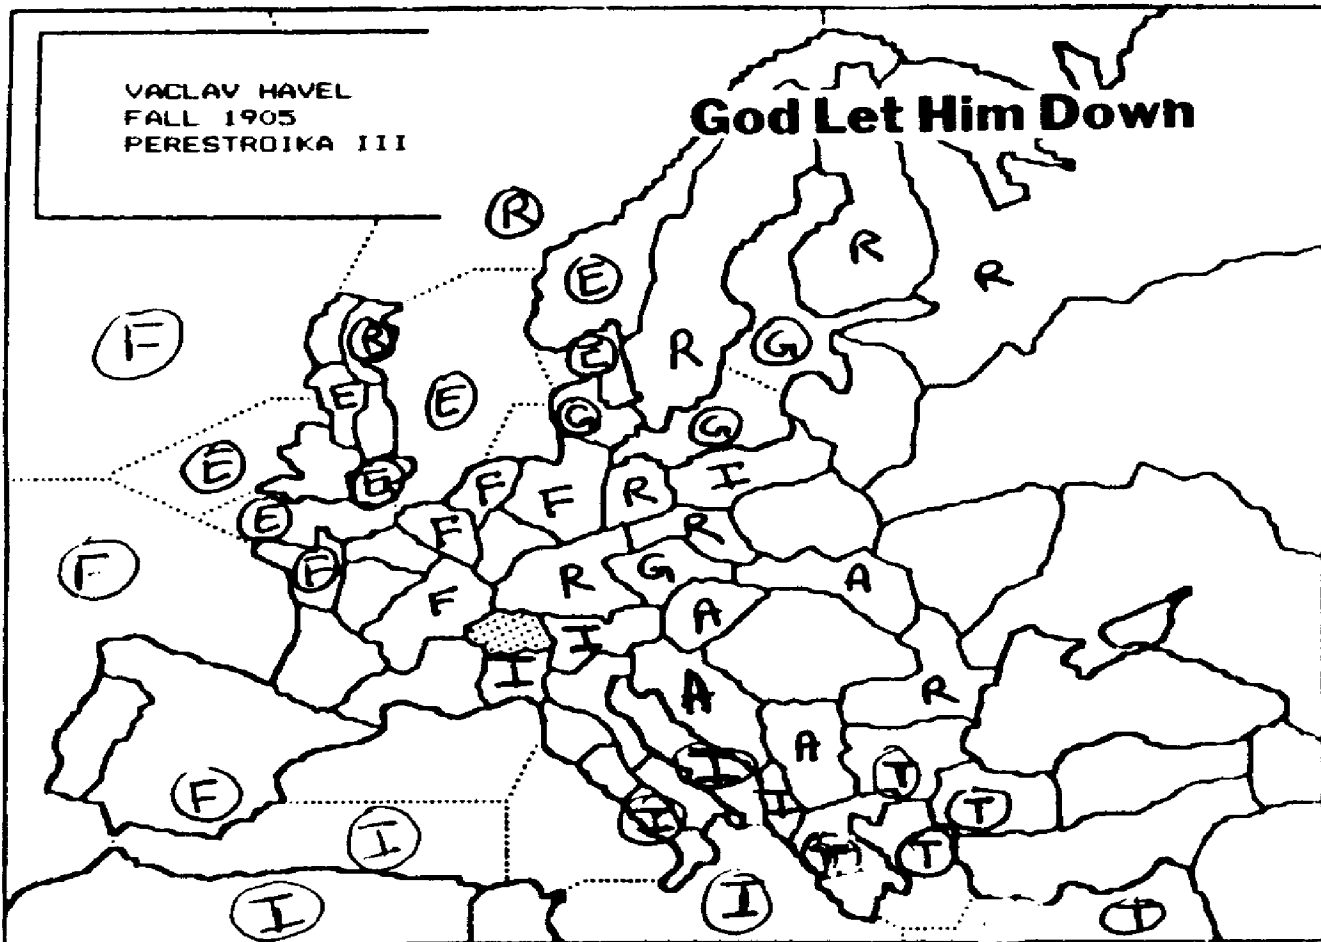 VACLAV HAVEL
FALL 1905
PERESTROIKA III
God Let Him Down
R
E R R
F R E R G
E E G G
E E F F R I
E F R
F F F R G A
I A
I A R
I A T
F I I T
I T T
I I